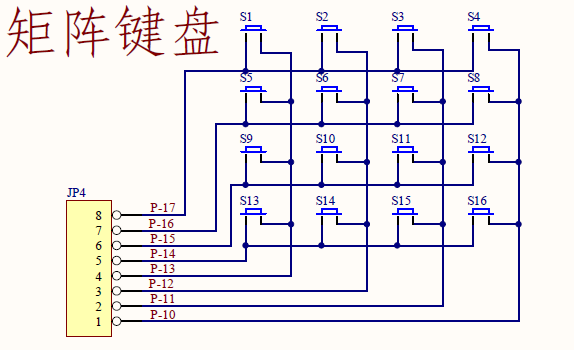 矩阵键盘
S1 S2 S3 S4
S5 S6 S7 S8
S9 S10 S11 S12
S13 S14 S15 S16
JP4
8 P-17
7 P-16
6 P-15
5 P-14
4 P-13
3 P-12
2 P-11
1 P-10